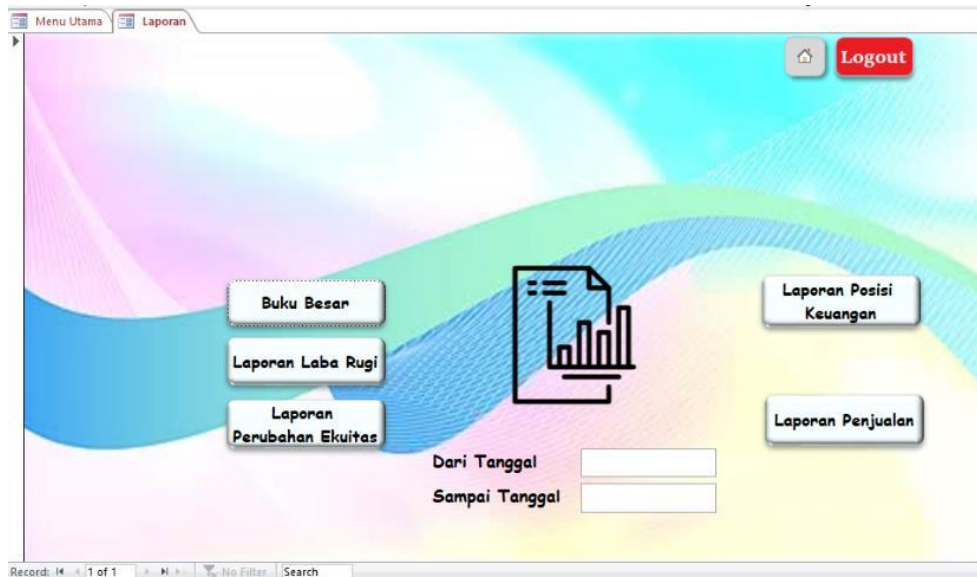 Menu Utama
Laporan
Logout
Buku Besar
Laporan Laba Rugi
Laporan
Perubahan Ekuitas
Laporan Posisi
Keuangan
Laporan Penjualan
Dari Tanggal
Sampai Tanggal
Record: 1 of 1 No Filter Search